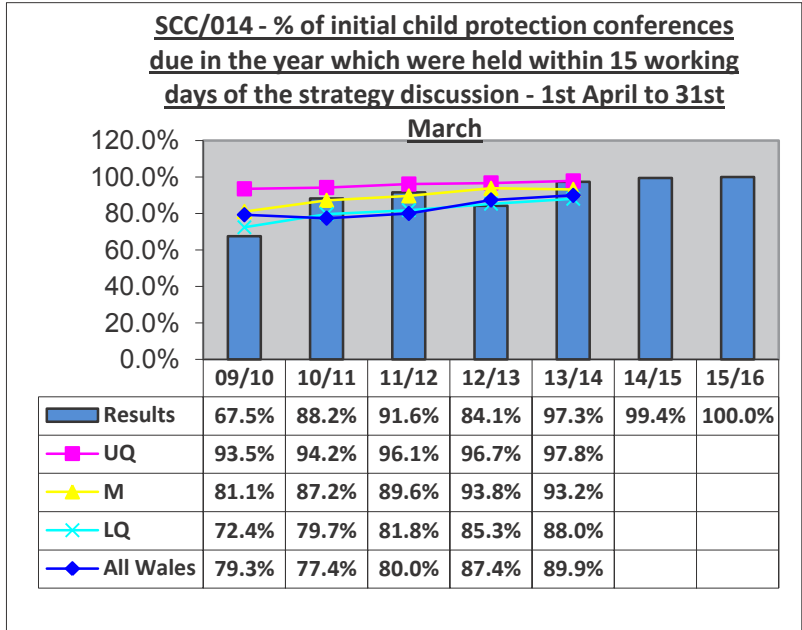 SCC/014 - % of initial child protection conferences
due in the year which were held within 15 working
days of the strategy discussion - 1st April to 31st
March
120.0%
100.0%
80.0%
60.0%
40.0%
20.0%
0.0%
09/10 10/11 11/12 12/13 13/14 14/15 15/16
Results 67.5% 88.2% 91.6% 84.1% 97.3% 99.4% 100.0%
UQ 93.5% 94.2% 96.1% 96.7% 97.8%
M 81.1% 87.2% 89.6% 93.8% 93.2%
LQ 72.4% 79.7% 81.8% 85.3% 88.0%
All Wales 79.3% 77.4% 80.0% 87.4% 89.9%